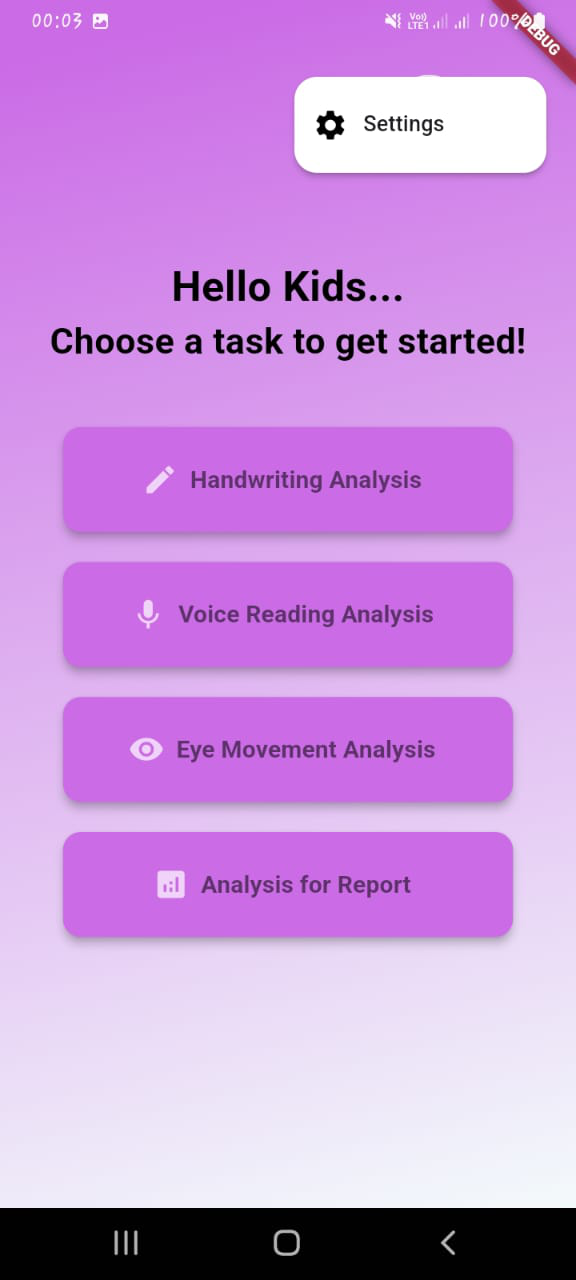 00:03 Vo) LTE1 100%
DEBUG
Settings
Hello Kids...
Choose a task to get started!
Handwriting Analysis
Voice Reading Analysis
Eye Movement Analysis
Analysis for Report